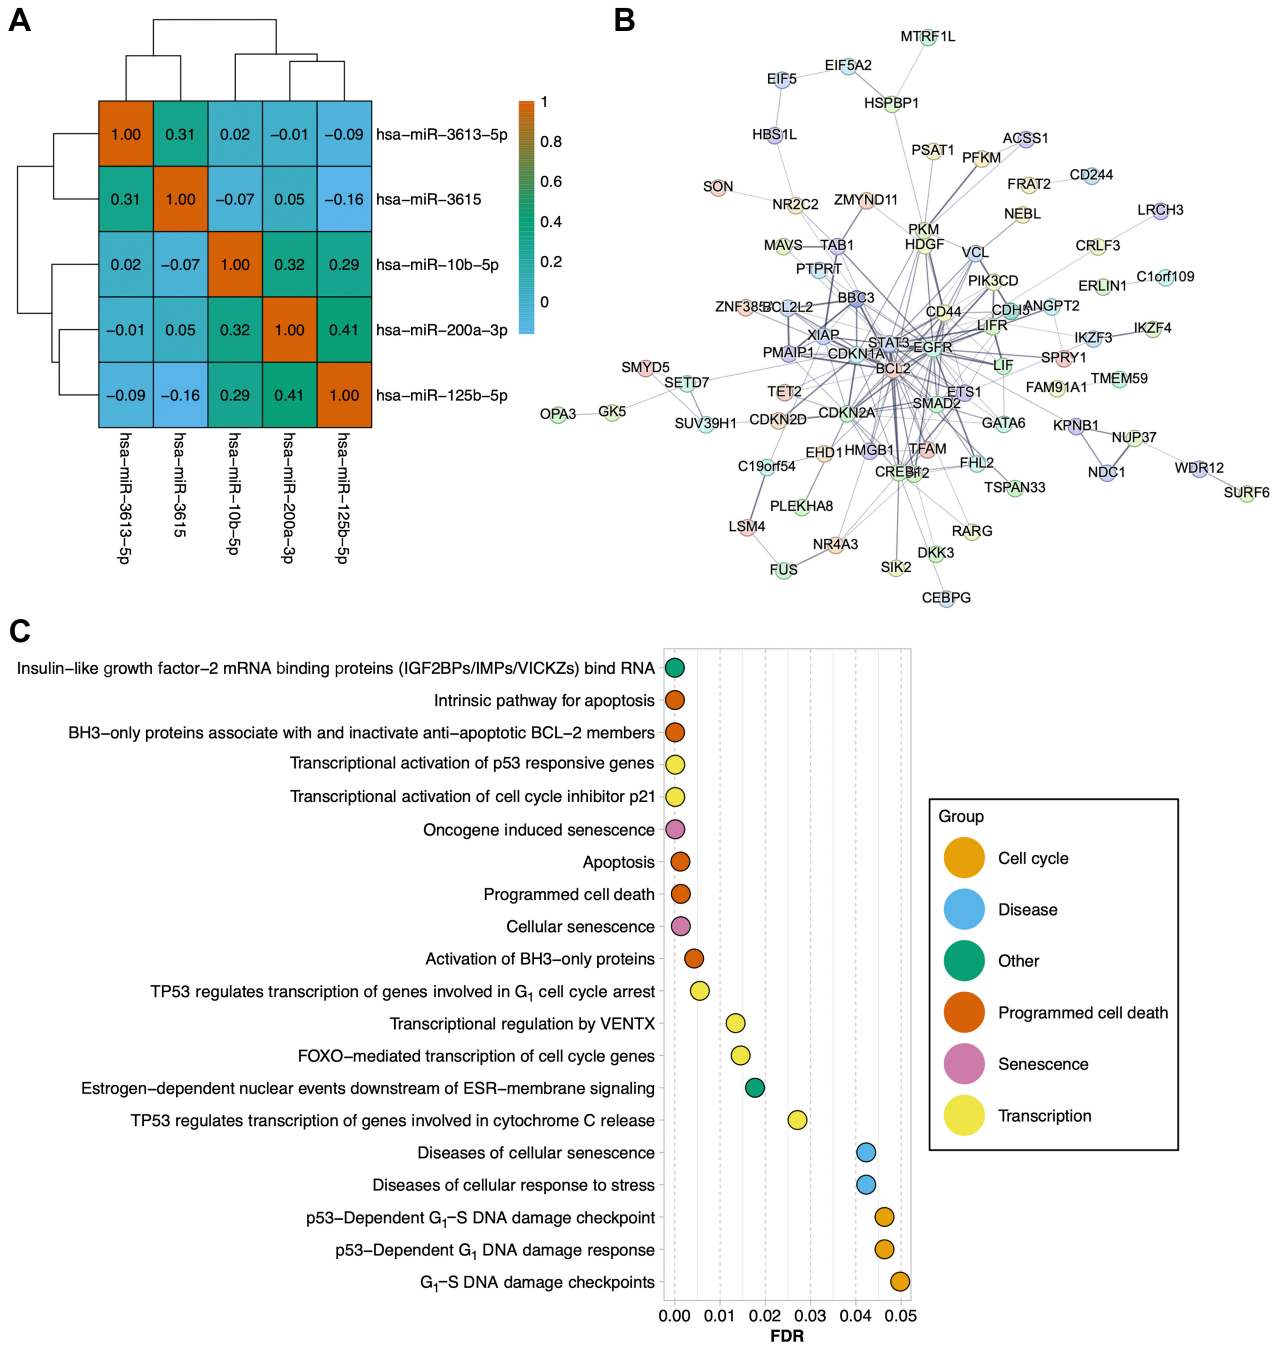 A
1.00 0.31 0.02 −0.01 −0.09 hsa−miR−3613−5p
0.31 1.00 −0.07 0.05 −0.16 hsa−miR−3615
0.02 −0.07 1.00 0.32 0.29 hsa−miR−10b−5p
−0.01 0.05 0.32 1.00 0.41 hsa−miR−200a−3p
−0.09 −0.16 0.29 0.41 1.00 hsa−miR−125b−5p
hsa−miR−3613−5p
hsa−miR−3615
hsa−miR−10b−5p
hsa−miR−200a−3p
hsa−miR−125b−5p
1
0.8
0.6
0.4
0.2
0
B
MTRF1L
EIF5A2
EIF5
HSPBP1
HBS1L
ACSS1
PSAT1
PFKM
CD244
SON
FRAT2
ZMYND11
NR2C2
LRCH3
NEBL
PKM
HDGF
MAVS
TAB1
CRLF3
VCL
PTPRT
PIK3CD
C1orf109
ERLIN1
BBC3
ZNF385A
BCL2L2
CD44
CDH5
ANGPT2
LIFR
IKZF4
XIAP
IKZF3
STAT3
EGFR
PMAIP1
CDKN1A
SPRY1
BCL2
LIF
SMYD5
SETD7
TMEM59
FAM91A1
TET2
ETS1
SMAD2
OPA3
GK5
CDKN2A
CDKN2D
SUV39H1
GATA6
KPNB1
NUP37
EHD1
HMGB1
TFAM
C19orf54
FHL2
CREB1
WDR12
NDC1
TSPAN33
SURF6
PLEKHA8
LSM4
RARG
NR4A3
DKK3
FUS
SIK2
CEBPG
C
Insulin−like growth factor−2 mRNA binding proteins (IGF2BPs/IMPs/VICKZs) bind RNA
Intrinsic pathway for apoptosis
BH3−only proteins associate with and inactivate anti−apoptotic BCL−2 members
Transcriptional activation of p53 responsive genes
Transcriptional activation of cell cycle inhibitor p21
Oncogene induced senescence
Apoptosis
Programmed cell death
Cellular senescence
Activation of BH3−only proteins
TP53 regulates transcription of genes involved in G1 cell cycle arrest
Transcriptional regulation by VENTX
FOXO−mediated transcription of cell cycle genes
Estrogen−dependent nuclear events downstream of ESR−membrane signaling
TP53 regulates transcription of genes involved in cytochrome C release
Diseases of cellular senescence
Diseases of cellular response to stress
p53−Dependent G1−S DNA damage checkpoint
p53−Dependent G1 DNA damage response
G1−S DNA damage checkpoints
0.00 0.01 0.02 0.03 0.04 0.05
FDR
Group
Cell cycle
Disease
Other
Programmed cell death
Senescence
Transcription